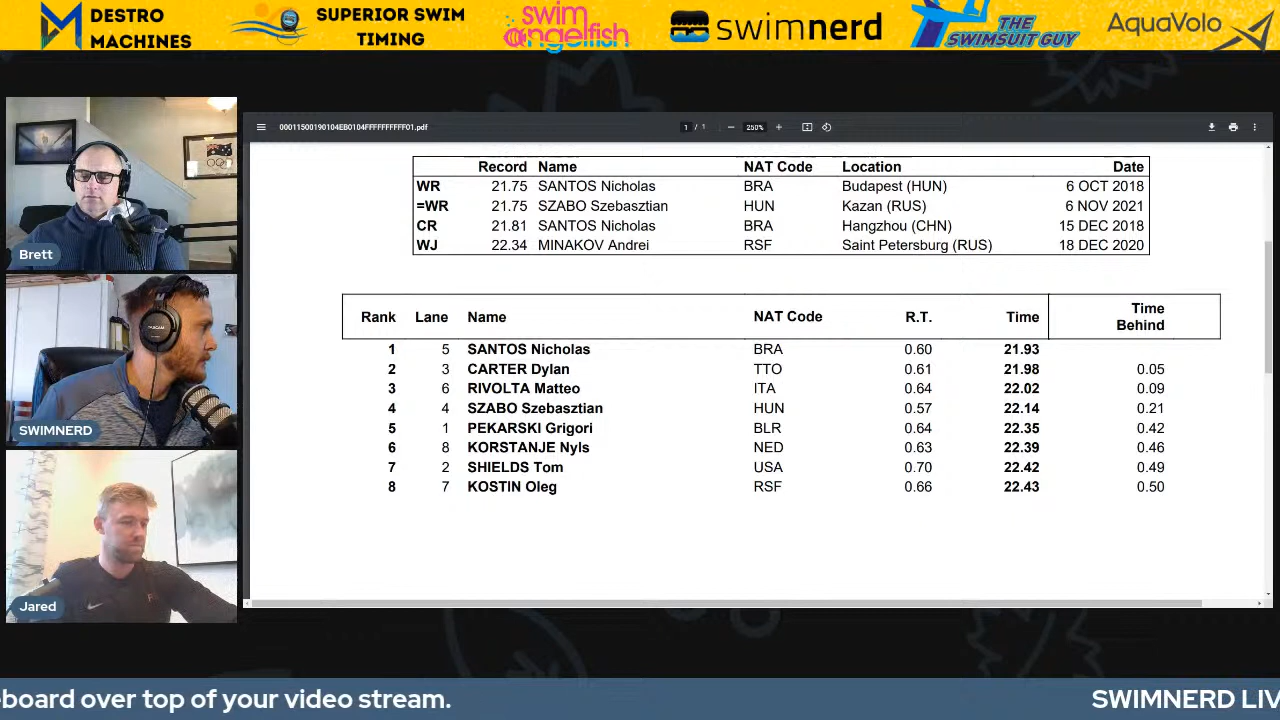 DESTRO
MACHINES
SUPERIOR SWIM
TIMING
swim
angelfish
swimnerd
THE
SWIMSUIT GUY
AquaVolo
00011500190104EB0104FFFFFFFFFF01.pdf
1 / 1
250%
Record Name NAT Code Location Date
WR 21.75 SANTOS Nicholas BRA Budapest (HUN) 6 OCT 2018
=WR 21.75 SZABO Szebasztian HUN Kazan (RUS) 6 NOV 2021
CR 21.81 SANTOS Nicholas BRA Hangzhou (CHN) 15 DEC 2018
WJ 22.34 MINAKOV Andrei RSF Saint Petersburg (RUS) 18 DEC 2020
Rank Lane Name NAT Code R.T. Time Time Behind
1 5 SANTOS Nicholas BRA 0.60 21.93
2 3 CARTER Dylan TTO 0.61 21.98 0.05
3 6 RIVOLTA Matteo ITA 0.64 22.02 0.09
4 4 SZABO Szebasztian HUN 0.57 22.14 0.21
5 1 PEKARSKI Grigori BLR 0.64 22.35 0.42
6 8 KORSTANJE Nyls NED 0.63 22.39 0.46
7 2 SHIELDS Tom USA 0.70 22.42 0.49
8 7 KOSTIN Oleg RSF 0.66 22.43 0.50
Brett
SWIMNERD
Jared
eboard over top of your video stream.
SWIMNERD LIV